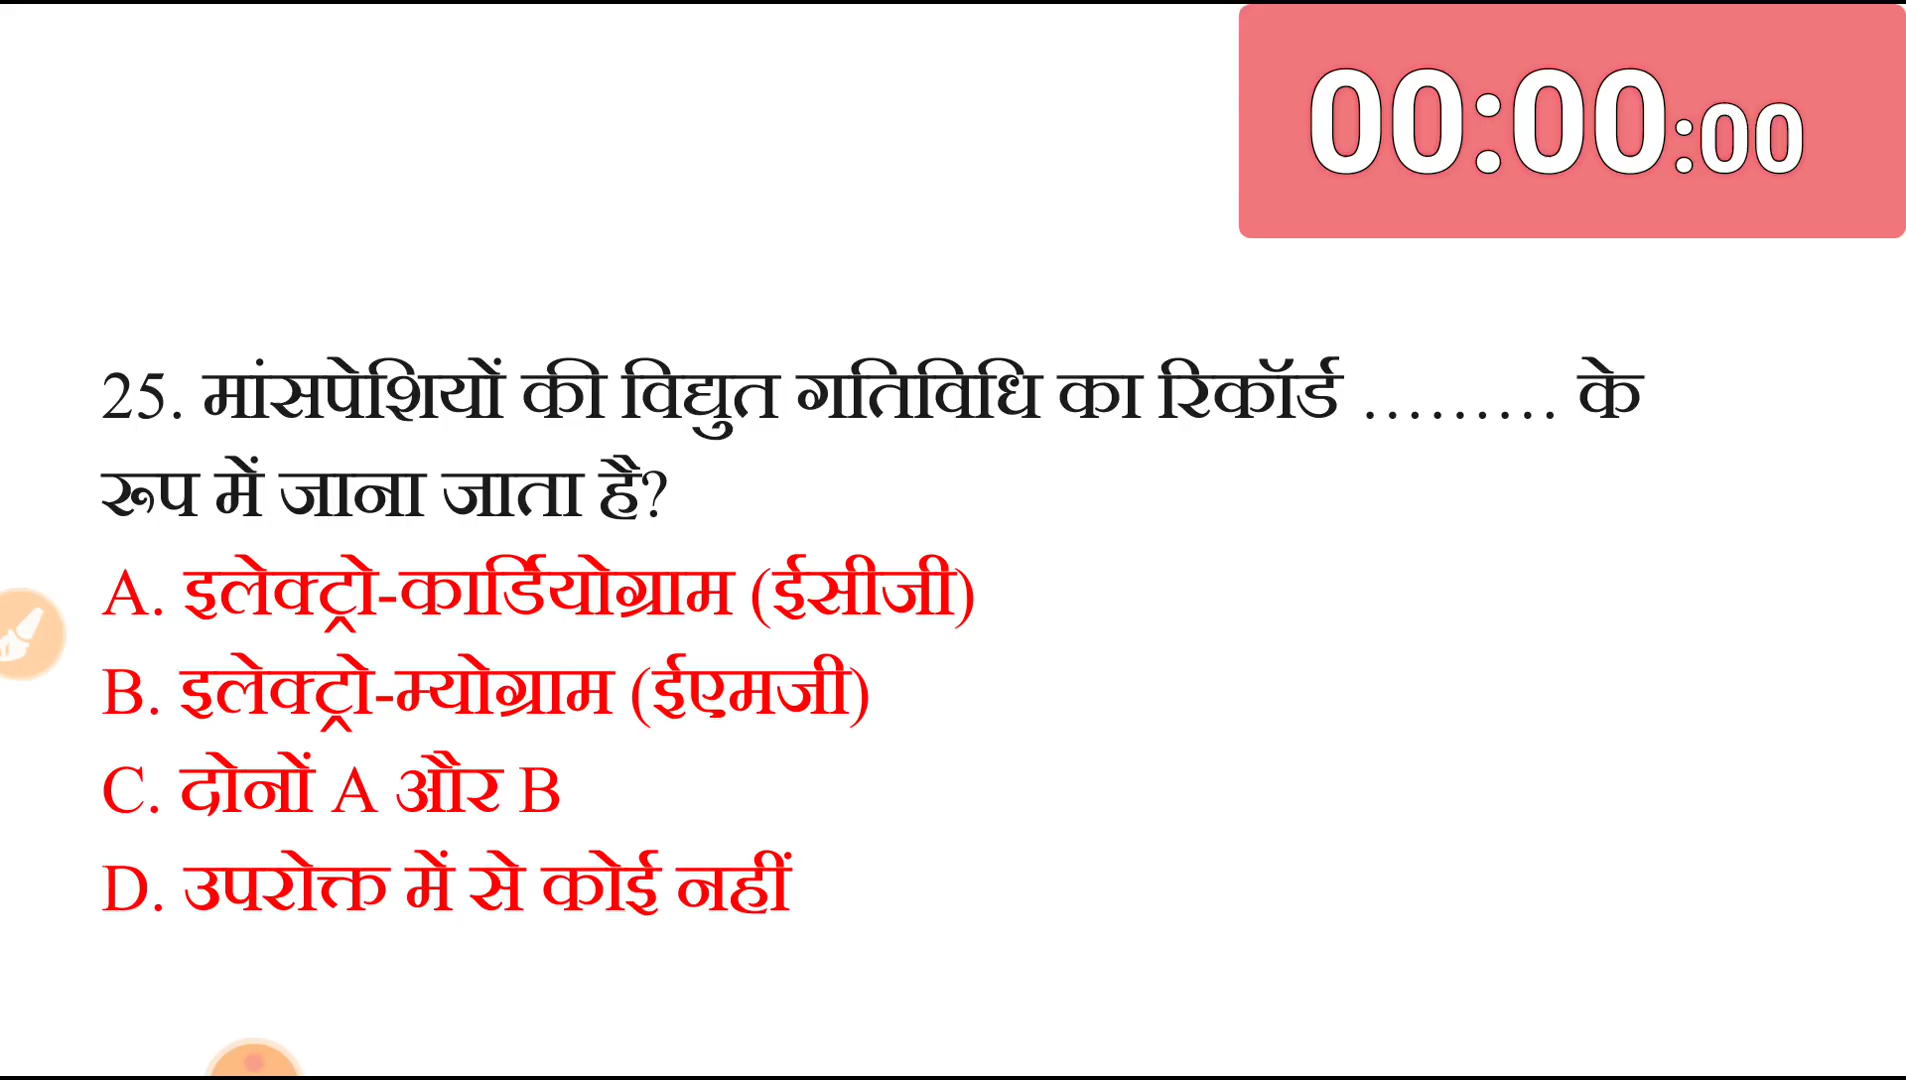 00:00:00
25. मांसपेशियों की विद्युत गतिविधि का रिकॉर्ड ......... के
रूप में जाना जाता है?
A. इलेक्ट्रो-कार्डियोग्राम (ईसीजी)
B. इलेक्ट्रो-म्योग्राम (ईएमजी)
C. दोनों A और B
D. उपरोक्त में से कोई नहीं